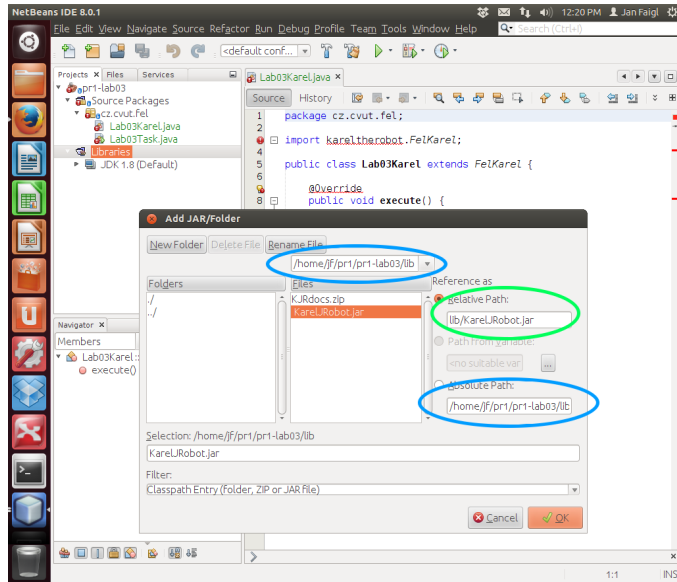 NetBeans IDE 8.0.1
12:20 PM
Jan Faigl
File Edit View Navigate Source Refactor Run Debug Profile Team Tools Window Help
Search (Ctrl+I)
<default conf...
Projects Files Services
Lab03Karel.java
pr1-lab03
Source Packages
cz.cvut.fel
Lab03Karel.java
Lab03Task.java
Libraries
JDK 1.8 (Default)
Source History
1 package cz.cvut.fel;
2
import kareltherobot.FelKarel;
4
5 public class Lab03Karel extends FelKarel {
6
@Override
8 public void execute() {
Add JAR/Folder
New Folder Delete File Rename File
/home/jf/pr1/pr1-lab03/lib
Folders
./
../
Files
KJRdocs.zip
KarelJRobot.jar
Reference as
Relative Path:
lib/KarelJRobot.jar
Path from Variable:
<no suitable var
...
Absolute Path:
/home/jf/pr1/pr1-lab03/lib
Selection: /home/jf/pr1/pr1-lab03/lib
KarelJRobot.jar
Filter:
Classpath Entry (folder, ZIP or JAR file)
Cancel OK
Navigator
Members
Lab03Karel ::
execute()
1:1 INS